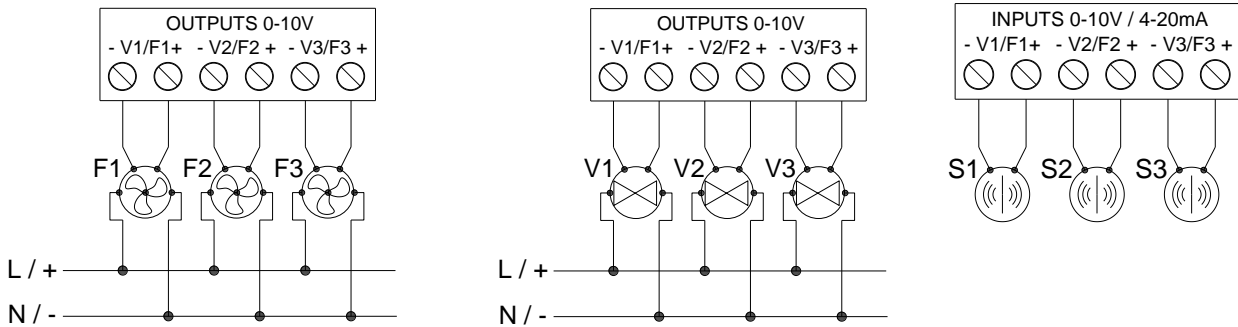 OUTPUTS 0-10V
- V1/F1+ - V2/F2 + - V3/F3 +
F1 F2 F3
L / +
N / -
OUTPUTS 0-10V
- V1/F1+ - V2/F2 + - V3/F3 +
V1 V2 V3
L / +
N / -
INPUTS 0-10V / 4-20mA
- V1/F1+ - V2/F2 + - V3/F3 +
S1 S2 S3